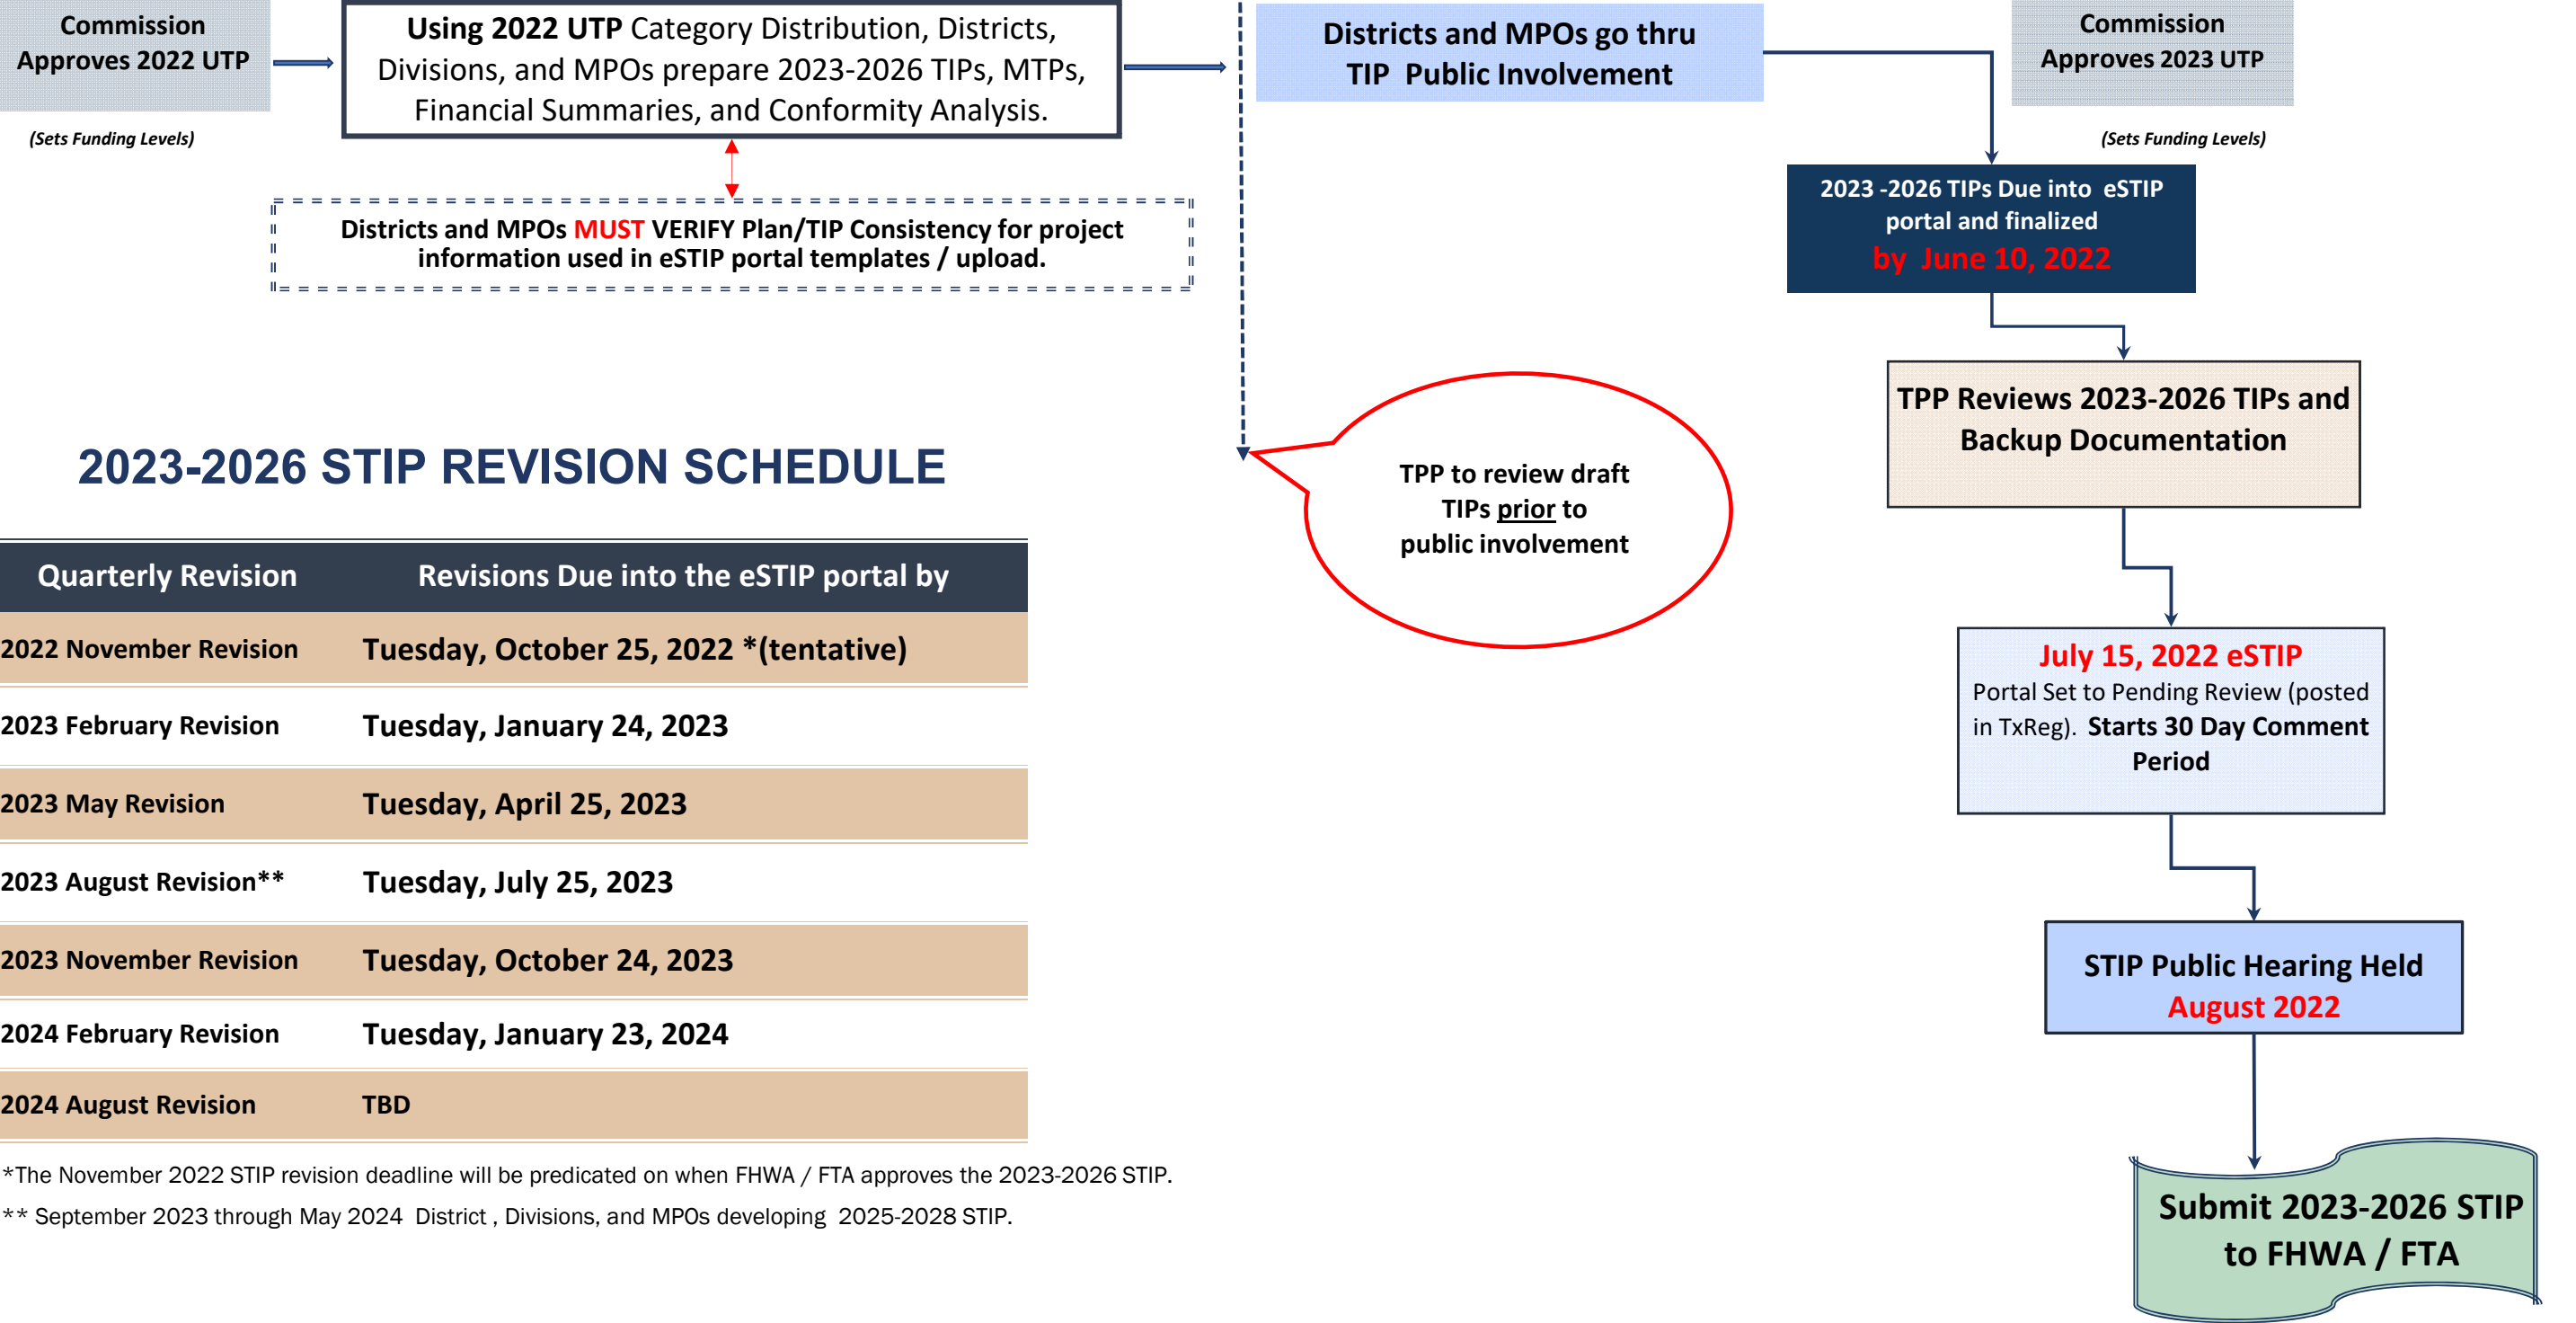 Commission
Approves 2022 UTP
(Sets Funding Levels)
Using 2022 UTP Category Distribution, Districts,
Divisions, and MPOs prepare 2023-2026 TIPs, MTPs,
Financial Summaries, and Conformity Analysis.
Districts and MPOs MUST VERIFY Plan/TIP Consistency for project
information used in eSTIP portal templates / upload.
Districts and MPOs go thru
TIP Public Involvement
Commission
Approves 2023 UTP
(Sets Funding Levels)
2023 -2026 TIPs Due into eSTIP
portal and finalized
by June 10, 2022
TPP to review draft
TIPs prior to
public involvement
TPP Reviews 2023-2026 TIPs and
Backup Documentation
July 15, 2022 eSTIP
Portal Set to Pending Review (posted
in TxReg). Starts 30 Day Comment
Period
STIP Public Hearing Held
August 2022
Submit 2023-2026 STIP
to FHWA / FTA
2023-2026 STIP REVISION SCHEDULE
Quarterly Revision Revisions Due into the eSTIP portal by
2022 November Revision Tuesday, October 25, 2022 *(tentative)
2023 February Revision Tuesday, January 24, 2023
2023 May Revision Tuesday, April 25, 2023
2023 August Revision** Tuesday, July 25, 2023
2023 November Revision Tuesday, October 24, 2023
2024 February Revision Tuesday, January 23, 2024
2024 August Revision TBD
*The November 2022 STIP revision deadline will be predicated on when FHWA / FTA approves the 2023-2026 STIP.
** September 2023 through May 2024 District , Divisions, and MPOs developing 2025-2028 STIP.